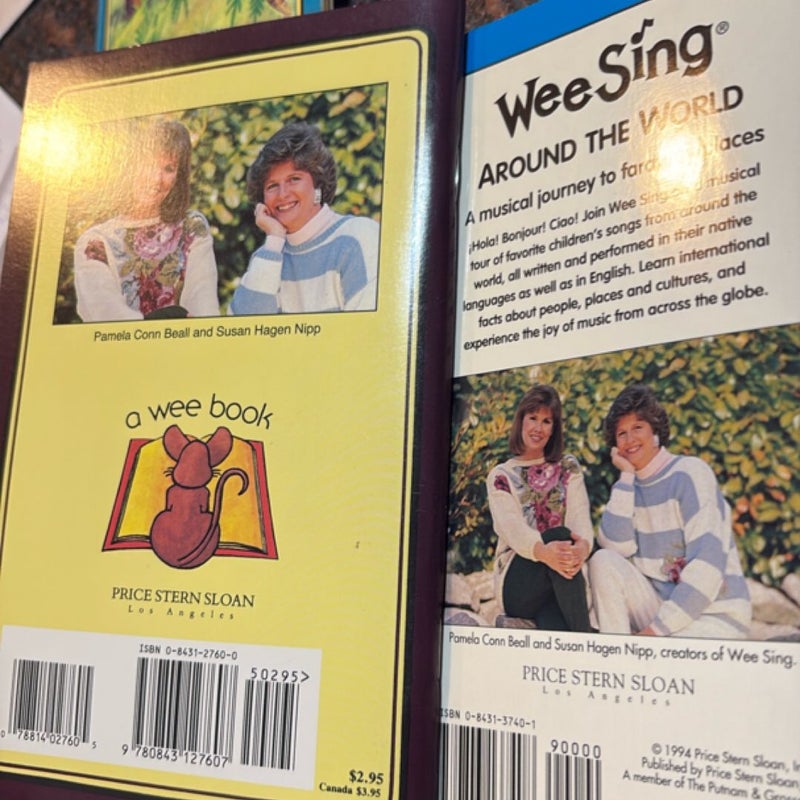 Pamela Conn Beall and Susan Hagen Nipp
a wee book
PRICE STERN SLOAN
Los Angeles
ISBN 0-8431-2760-0
50295>
78814 02760 5
9 780843 127607
$2.95
Canada $3.95
Wee Sing®
AROUND THE WORLD
A musical journey to
¡Hola! Bonjour! Ciao! Join Wee Sing musical
tour of favorite children's songs from around the
world, all written and performed in their native
languages as well as in English. Learn international
facts about people, places and cultures, and
experience the joy of music from across the globe.
Pamela Conn Beall and Susan Hagen Nipp, creators of Wee Sing.
PRICE STERN SLOAN
Los Angeles
ISBN 0-8431-3740-1
90000
© 1994 Price Stern Sloan,
Published by Price Stern Sloan
A member of The Putnam &